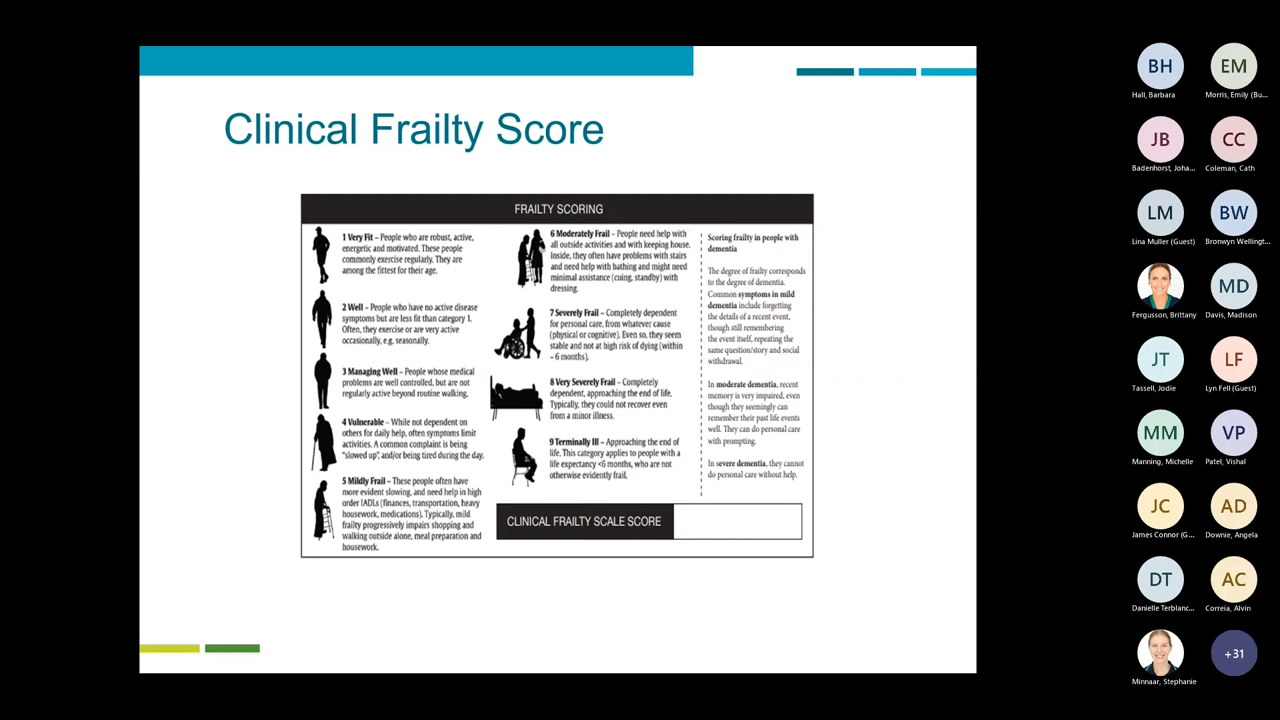 Clinical Frailty Score
FRAILTY SCORING
1 Very Fit – People who are robust, active,
energetic and motivated. These people
commonly exercise regularly. They are
among the fittest for their age.
2 Well – People who have no active disease
symptoms but are less fit than category 1.
Often, they exercise or are very active
occasionally, e.g. seasonally.
3 Managing Well – People whose medical
problems are well controlled, but are not
regularly active beyond routine walking.
4 Vulnerable – While not dependent on
others for daily help, often symptoms limit
activities. A common complaint is being
"slowed up", and/or being tired during the day.
5 Mildly Frail – These people often have
more evident slowing, and need help in high
order IADLs (finances, transportation, heavy
housework, medications). Typically, mild
frailty progressively impairs shopping and
walking outside alone, meal preparation and
housework.
6 Moderately Frail – People need help with
all outside activities and with keeping house.
Inside, they often have problems with stairs
and need help with bathing and might need
minimal assistance (cuing, standby) with
dressing.
7 Severely Frail – Completely dependent
for personal care, from whatever cause
(physical or cognitive). Even so, they seem
stable and not at high risk of dying (within
~ 6 months).
8 Very Severely Frail – Completely
dependent, approaching the end of life.
Typically, they could not recover even
from a minor illness.
9 Terminally Ill – Approaching the end of
life. This category applies to people with a
life expectancy <6 months, who are not
otherwise evidently frail.
Scoring frailty in people with
dementia
The degree of frailty corresponds
to the degree of dementia.
Common symptoms in mild
dementia include forgetting
the details of a recent event,
though still remembering
the event itself, repeating the
same question/story and social
withdrawal.
In moderate dementia, recent
memory is very impaired, even
though they seemingly can
remember their past life events
well. They can do personal care
with prompting.
In severe dementia, they cannot
do personal care without help.
CLINICAL FRAILTY SCALE SCORE
BH
EM
Hall, Barbara
Morris, Emily (Bu...
JB
CC
Badenhorst, Joha...
Coleman, Cath
LM
BW
Lina Muller (Guest)
Bronwyn Wellingt...
MD
Fergusson, Brittany
Davis, Madison
JT
LF
Tassell, Jodie
Lyn Fell (Guest)
MM
VP
Manning, Michelle
Patel, Vishal
JC
AD
James Connor (G...
Downie, Angela
DT
AC
Danielle Terblanc...
Correia, Alvin
+31
Minnaar, Stephanie